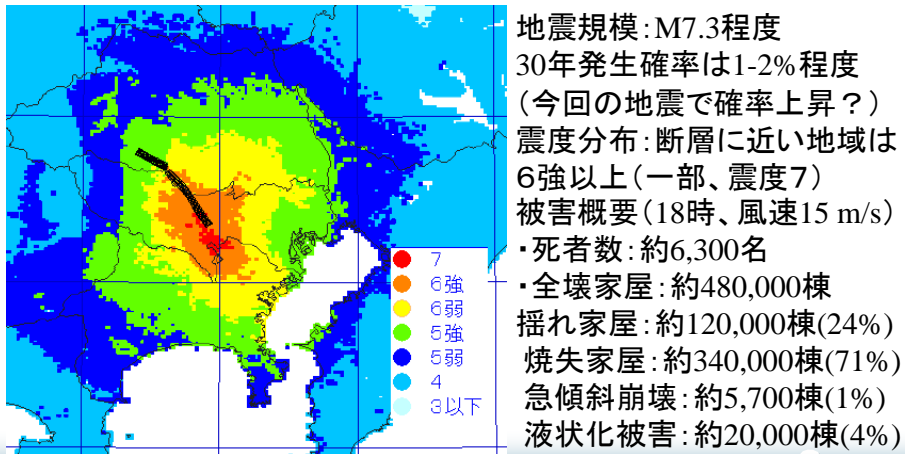 地震規模：M7.3程度
30年発生確率は1-2%程度
（今回の地震で確率上昇？）
震度分布：断層に近い地域は
６強以上（一部、震度７）
被害概要（18時、風速15 m/s）
・死者数：約6,300名
・全壊家屋：約480,000棟
揺れ家屋：約120,000棟(24%)
焼失家屋：約340,000棟(71%)
急傾斜崩壊：約5,700棟(1%)
液状化被害：約20,000棟(4%)
7
6強
6弱
5強
5弱
4
3以下